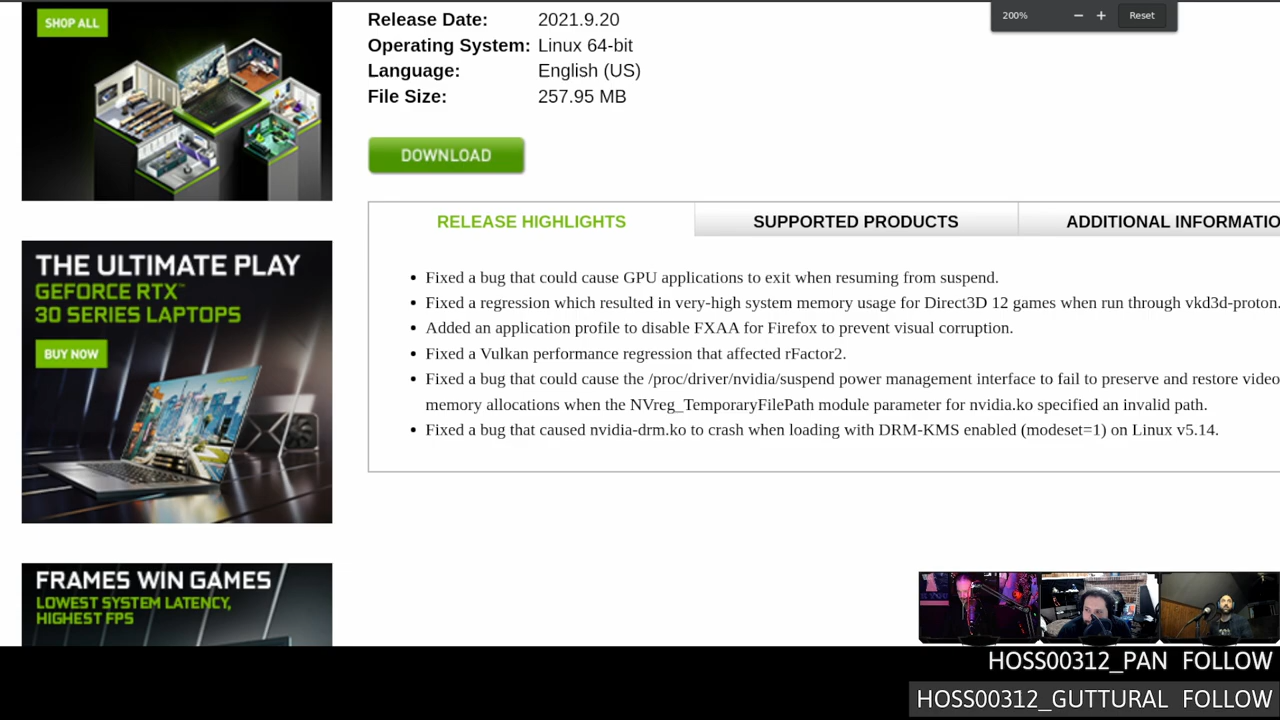 SHOP ALL
Release Date: 2021.9.20
Operating System: Linux 64-bit
Language: English (US)
File Size: 257.95 MB
200% − + Reset
DOWNLOAD
RELEASE HIGHLIGHTS SUPPORTED PRODUCTS ADDITIONAL INFORMATIO
• Fixed a bug that could cause GPU applications to exit when resuming from suspend.
• Fixed a regression which resulted in very-high system memory usage for Direct3D 12 games when run through vkd3d-proton.
• Added an application profile to disable FXAA for Firefox to prevent visual corruption.
• Fixed a Vulkan performance regression that affected rFactor2.
• Fixed a bug that could cause the /proc/driver/nvidia/suspend power management interface to fail to preserve and restore video
memory allocations when the NVreg_TemporaryFilePath module parameter for nvidia.ko specified an invalid path.
• Fixed a bug that caused nvidia-drm.ko to crash when loading with DRM-KMS enabled (modeset=1) on Linux v5.14.
THE ULTIMATE PLAY
GEFORCE RTX™
30 SERIES LAPTOPS
BUY NOW
FRAMES WIN GAMES
LOWEST SYSTEM LATENCY,
HIGHEST FPS
HOSS00312_PAN FOLLOW
HOSS00312_GUTTURAL FOLLOW